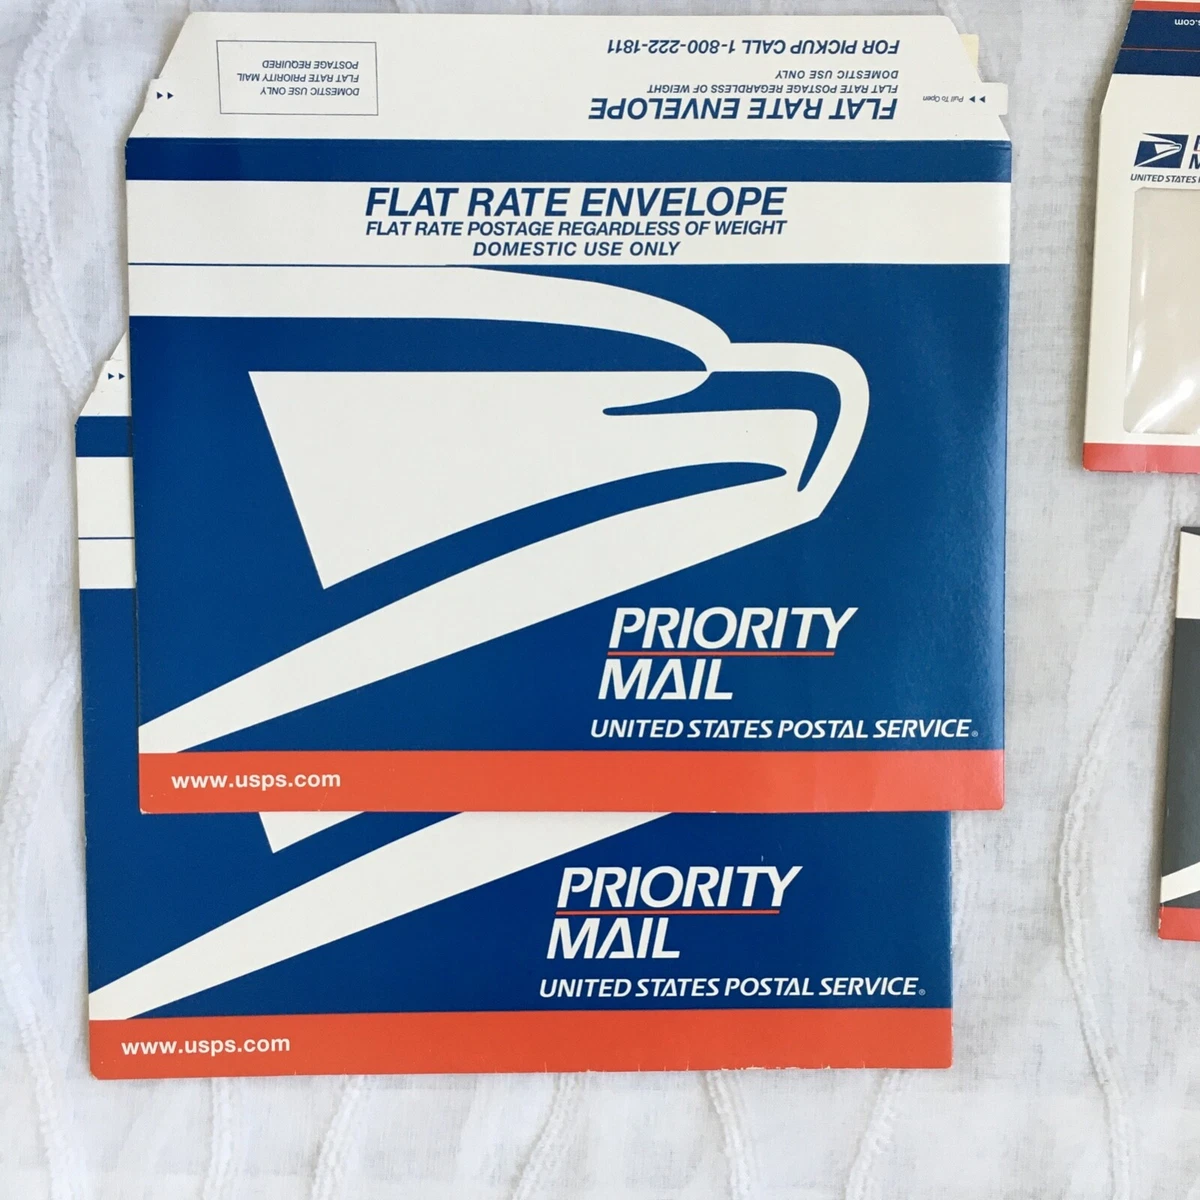 FOR PICKUP CALL 1-800-222-1811
DOMESTIC USE ONLY
FLAT RATE POSTAGE REGARDLESS OF WEIGHT
FLAT RATE ENVELOPE
DOMESTIC USE ONLY
FLAT RATE PRIORITY MAIL
POSTAGE REQUIRED
Pull To Open
FLAT RATE ENVELOPE
FLAT RATE POSTAGE REGARDLESS OF WEIGHT
DOMESTIC USE ONLY
PRIORITY
MAIL
UNITED STATES POSTAL SERVICE®
www.usps.com
PRIORITY
MAIL
UNITED STATES POSTAL SERVICE®
www.usps.com
UNITED STATES